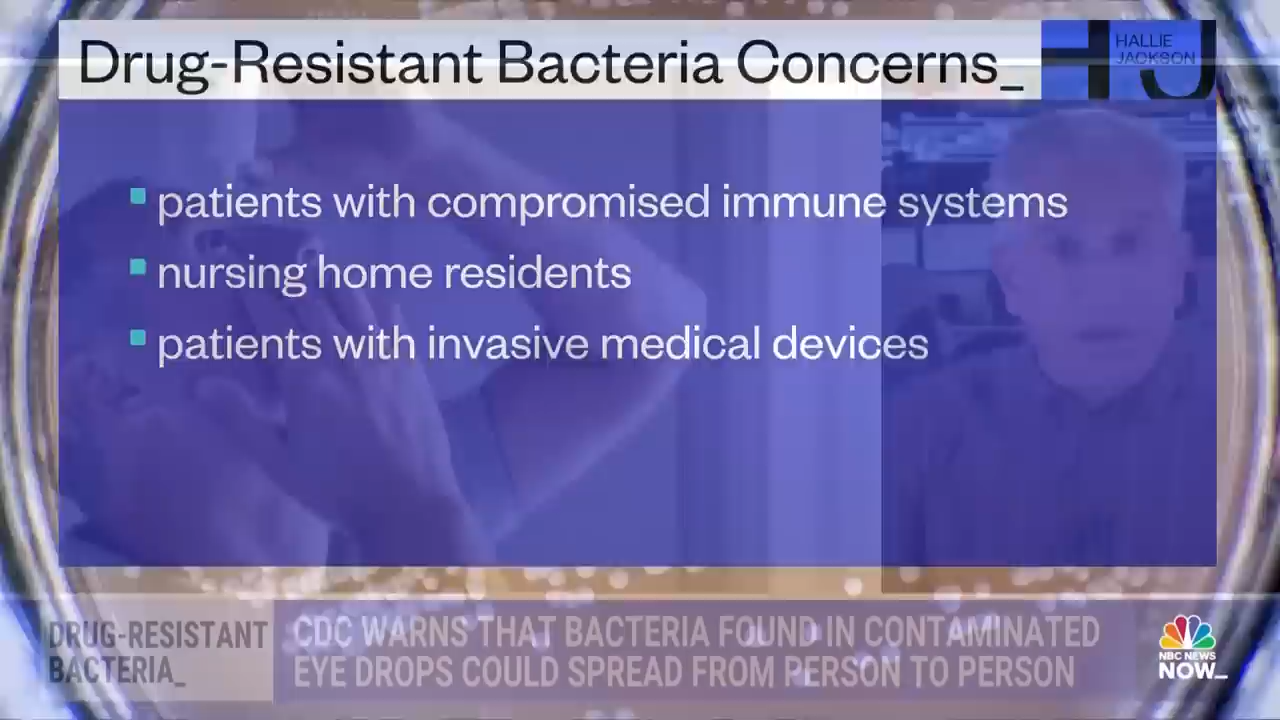 Drug-Resistant Bacteria Concerns_
HALLIE
JACKSON
HJ
patients with compromised immune systems
nursing home residents
patients with invasive medical devices
DRUG-RESISTANT
BACTERIA_
CDC WARNS THAT BACTERIA FOUND IN CONTAMINATED
EYE DROPS COULD SPREAD FROM PERSON TO PERSON
NBC NEWS
NOW_